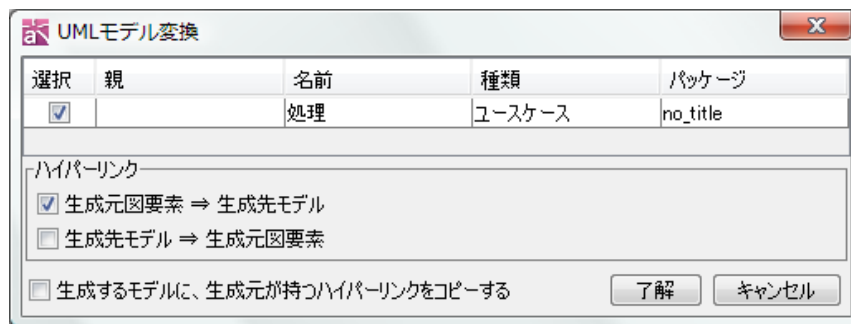 UMLモデル変換
選択 親 名前 種類 パッケージ
処理 ユースケース no_title
ハイパーリンク
生成元図要素 ⇒ 生成先モデル
生成先モデル ⇒ 生成元図要素
生成するモデルに、生成元が持つハイパーリンクをコピーする 了解 キャンセル